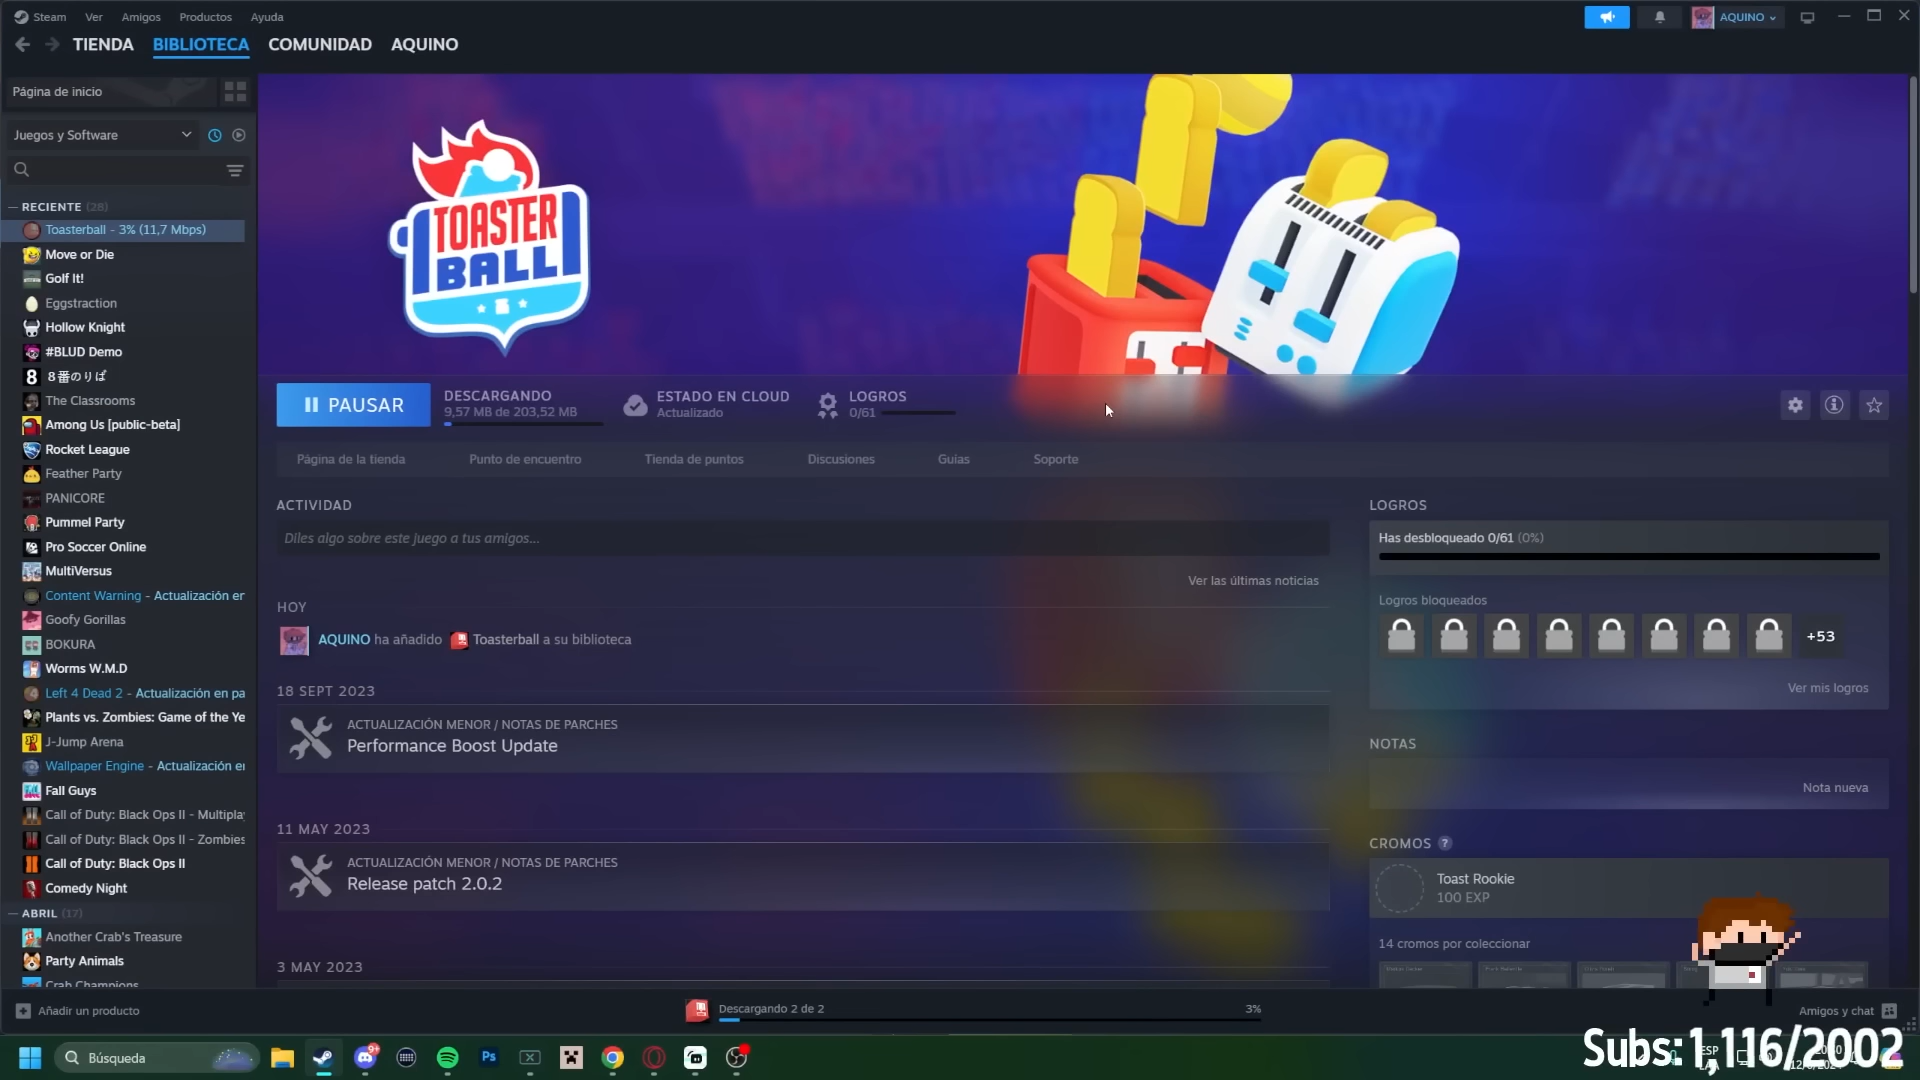 Steam
Ver
Amigos
Productos
Ayuda
AQUINO
TIENDA
BIBLIOTECA
COMUNIDAD
AQUINO
Página de inicio
Juegos y Software
RECIENTE (28)
Toasterball - 3% (11,7 Mbps)
Move or Die
Golf It!
Eggstraction
Hollow Knight
#BLUD Demo
8番のりば
The Classrooms
Among Us [public-beta]
Rocket League
Feather Party
PANICORE
Pummel Party
Pro Soccer Online
MultiVersus
Content Warning - Actualización er
Goofy Gorillas
BOKURA
Worms W.M.D
Left 4 Dead 2 - Actualización en pa
Plants vs. Zombies: Game of the Ye
J-Jump Arena
Wallpaper Engine - Actualización er
Fall Guys
Call of Duty: Black Ops II - Multipla
Call of Duty: Black Ops II - Zombies
Call of Duty: Black Ops II
Comedy Night
ABRIL (17)
Another Crab's Treasure
Party Animals
Crab Champions
Añadir un producto
TOASTER
BALL
PAUSAR
DESCARGANDO
9,57 MB de 203,52 MB
ESTADO EN CLOUD
Actualizado
LOGROS
0/61
Página de la tienda
Punto de encuentro
Tienda de puntos
Discusiones
Guías
Soporte
ACTIVIDAD
Diles algo sobre este juego a tus amigos...
Ver las últimas noticias
HOY
AQUINO ha añadido Toasterball a su biblioteca
18 SEPT 2023
ACTUALIZACIÓN MENOR / NOTAS DE PARCHES
Performance Boost Update
11 MAY 2023
ACTUALIZACIÓN MENOR / NOTAS DE PARCHES
Release patch 2.0.2
3 MAY 2023
LOGROS
Has desbloqueado 0/61 (0%)
Logros bloqueados
+53
Ver mis logros
NOTAS
Nota nueva
CROMOS ?
Toast Rookie
100 EXP
14 cromos por coleccionar
Descargando 2 de 2
3%
Amigos y chat
Búsqueda
9+
Ps
ESP
Subs:1,116/2002